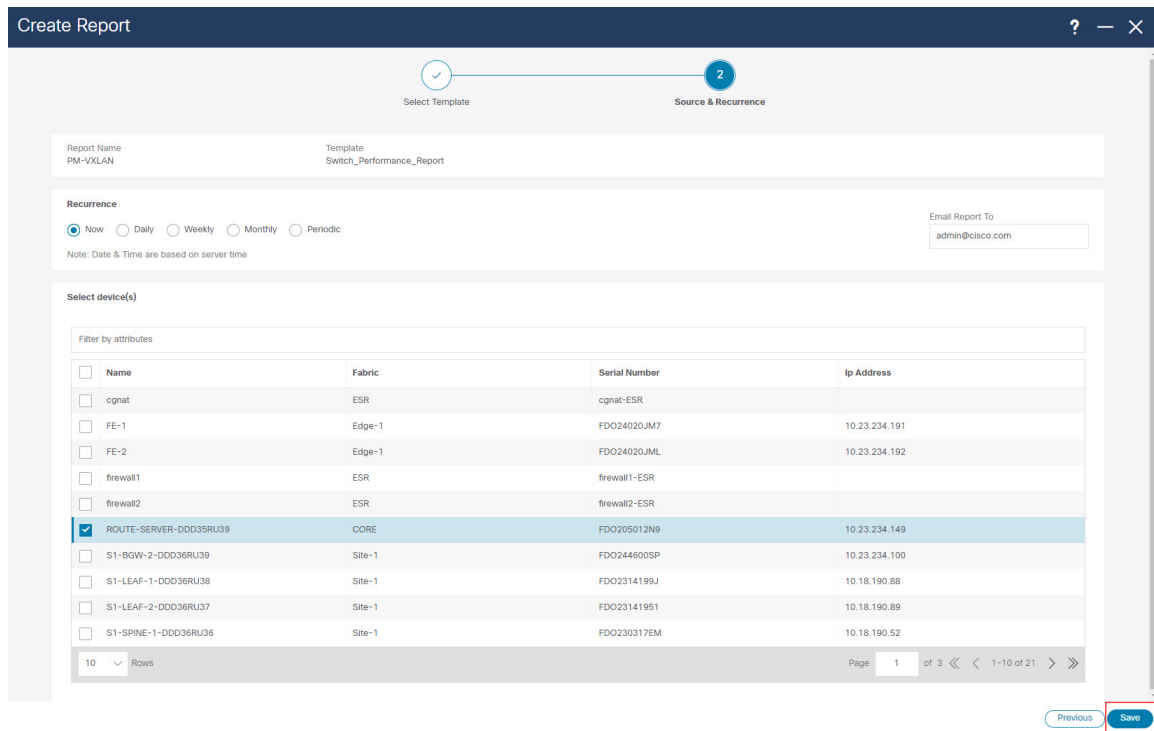 Create Report
?
2
Select Template Source & Recurrence
Report Name Template
PM-VXLAN Switch_Performance_Report
Recurrence
Email Report To
Now Daily Weekly Monthly Periodic
admin@cisco.com
Note: Date & Time are based on server time
Select device(s)
Filter by attributes
Name Fabric Serial Number Ip Address
cgnat ESR cgnat-ESR
FE-1 Edge-1 FDO24020JM7 10.23.234.191
FE-2 Edge-1 FDO24020JML 10.23.234.192
firewall1 ESR firewall1-ESR
firewall2 ESR firewall2-ESR
ROUTE-SERVER-DDD35RU39 CORE FDO205012N9 10.23.234.149
S1-BGW-2-DDD36RU39 Site-1 FDO244600SP 10.23.234.100
S1-LEAF-1-DDD36RU38 Site-1 FDO2314199J 10.18.190.88
S1-LEAF-2-DDD36RU37 Site-1 FDO23141951 10.18.190.89
S1-SPINE-1-DDD36RU36 Site-1 FDO230317EM 10.18.190.52
10 Rows Page 1 of 3 1-10 of 21
Previous Save